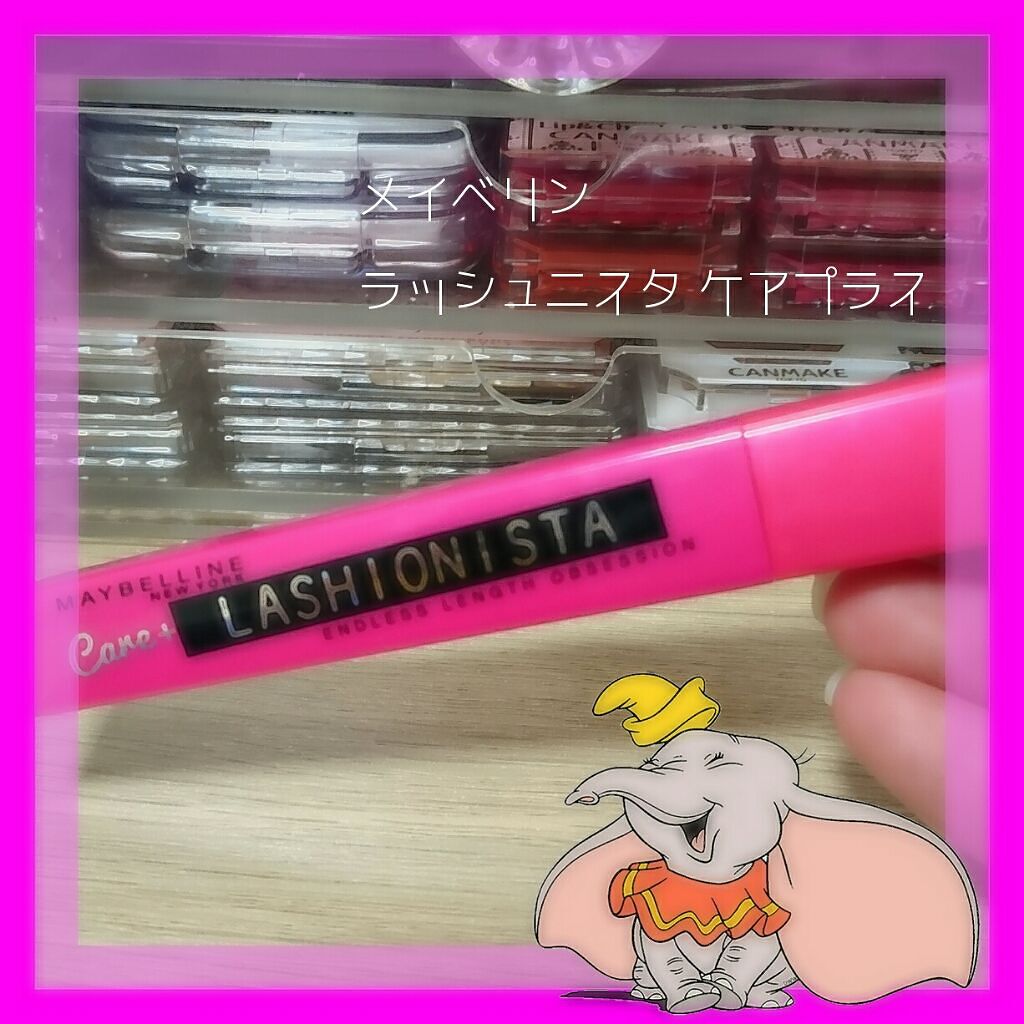 CANMAKE
メイベリン
ラッシュニスタ ケアプラス
CANMAKE
MAYBELLINE
NEW YORK
Care+
LASHIONISTA
ENDLESS LENGTH OBSESSION